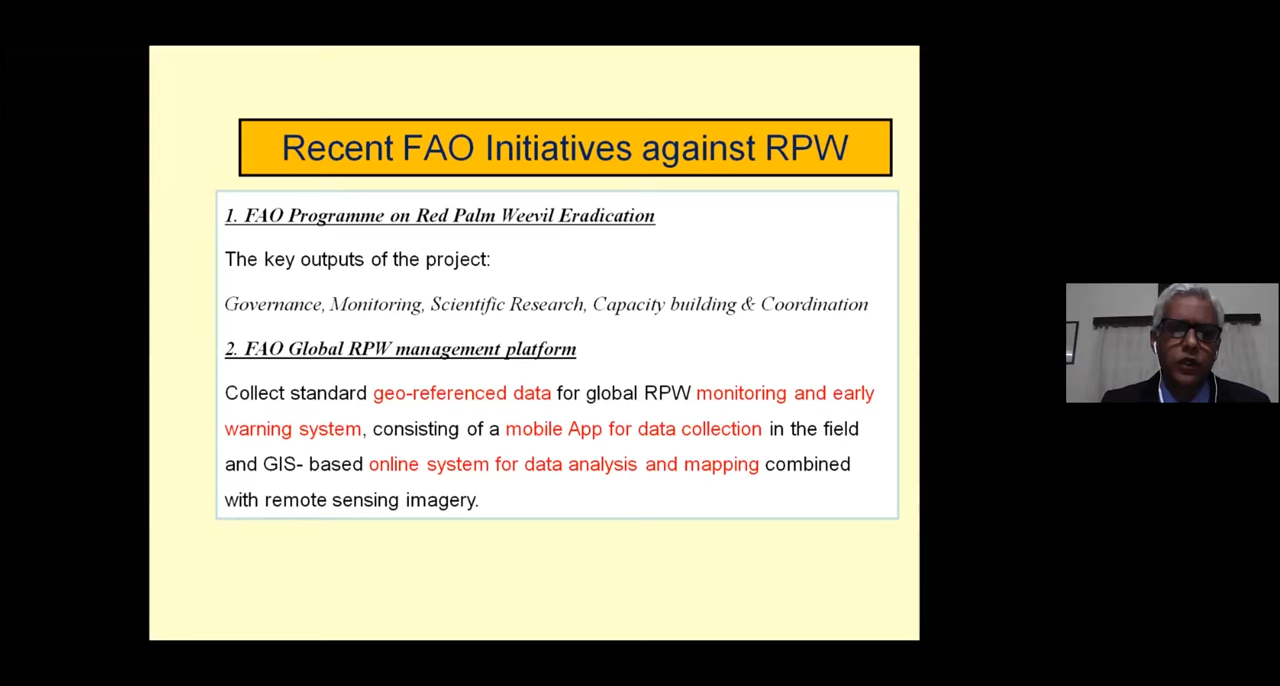 Recent FAO Initiatives against RPW
1. FAO Programme on Red Palm Weevil Eradication
The key outputs of the project:
Governance, Monitoring, Scientific Research, Capacity building & Coordination
2. FAO Global RPW management platform
Collect standard geo-referenced data for global RPW monitoring and early
warning system, consisting of a mobile App for data collection in the field
and GIS- based online system for data analysis and mapping combined
with remote sensing imagery.